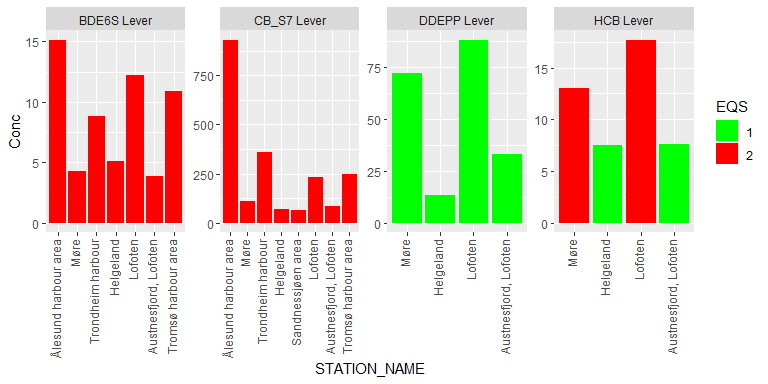 BDE6S Lever
CB_S7 Lever
DDEPP Lever
HCB Lever
Conc
15
10
5
0
Ålesund harbour area
Møre
Trondheim harbour
Helgeland
Lofoten
Austnesfjord, Lofoten
Tromsø harbour area
750
500
250
0
Ålesund harbour area
Møre
Trondheim harbour
Helgeland
Sandnessjøen area
Lofoten
Austnesfjord, Lofoten
Tromsø harbour area
75
50
25
0
Møre
Helgeland
Lofoten
Austnesfjord, Lofoten
15
10
5
0
Møre
Helgeland
Lofoten
Austnesfjord, Lofoten
STATION_NAME
EQS
1
2